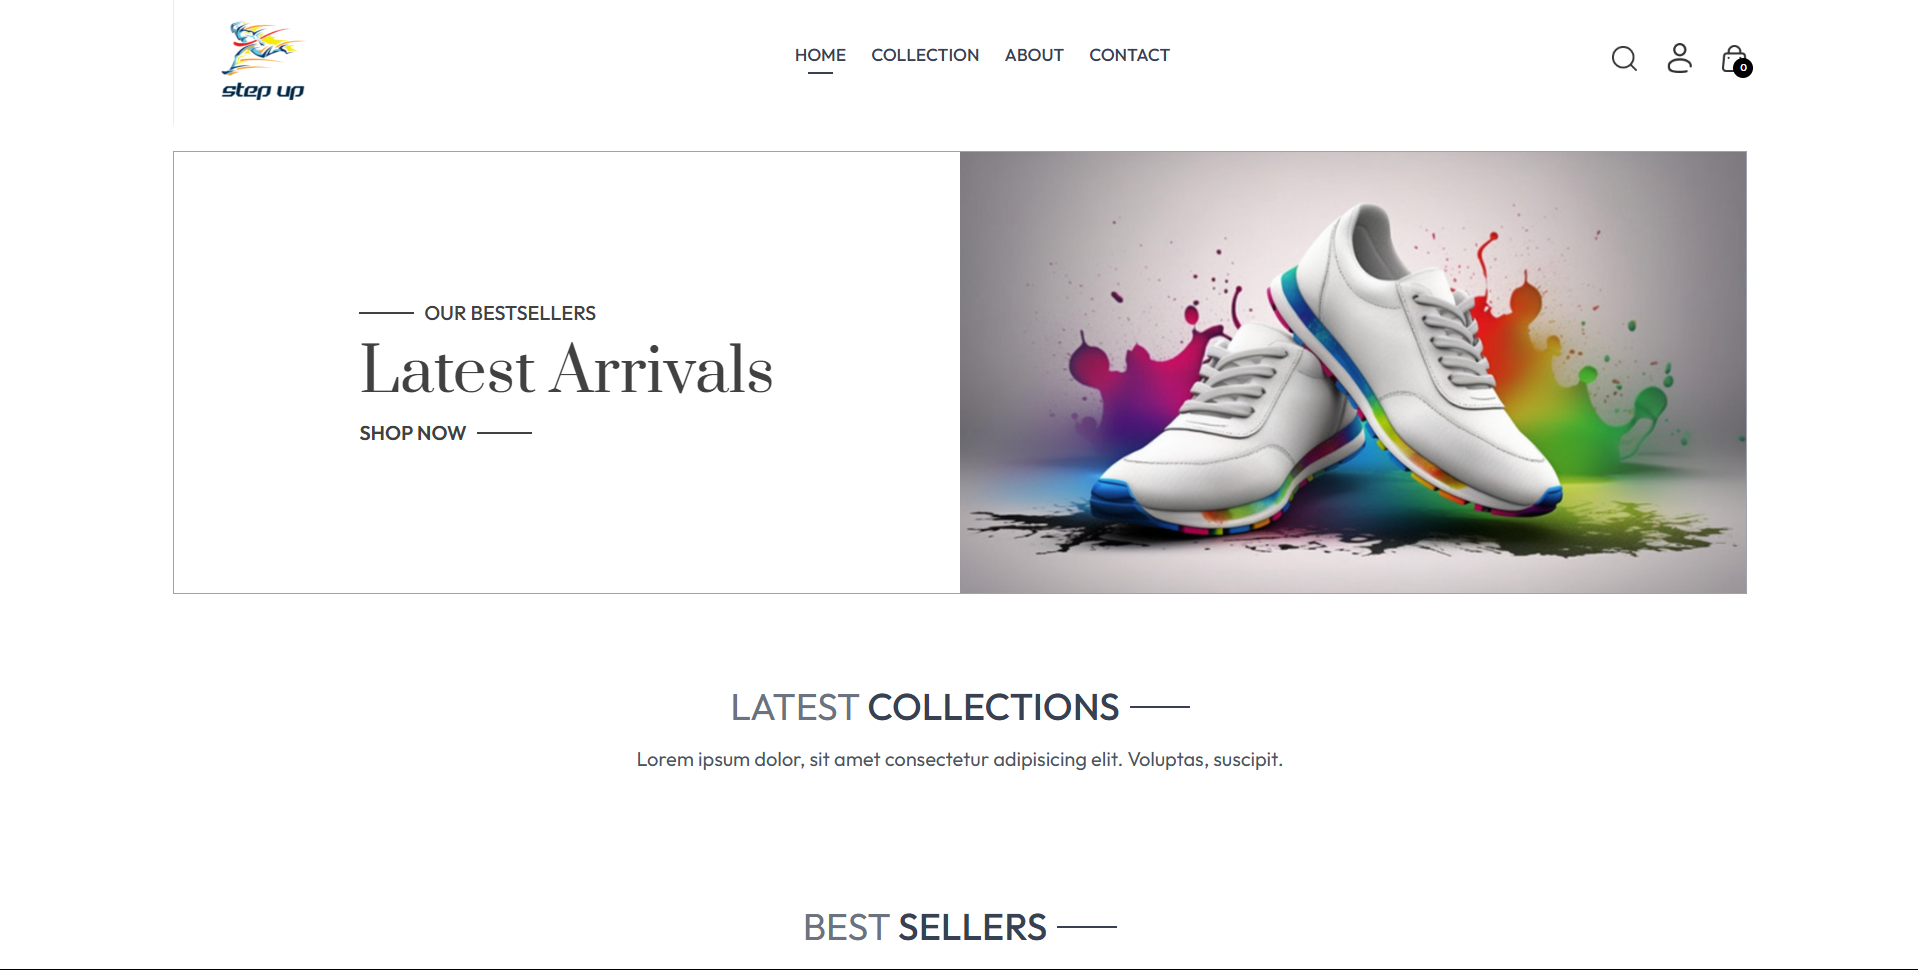 step up
HOME COLLECTION ABOUT CONTACT
0
OUR BESTSELLERS
Latest Arrivals
SHOP NOW
LATEST COLLECTIONS
Lorem ipsum dolor, sit amet consectetur adipisicing elit. Voluptas, suscipit.
BEST SELLERS